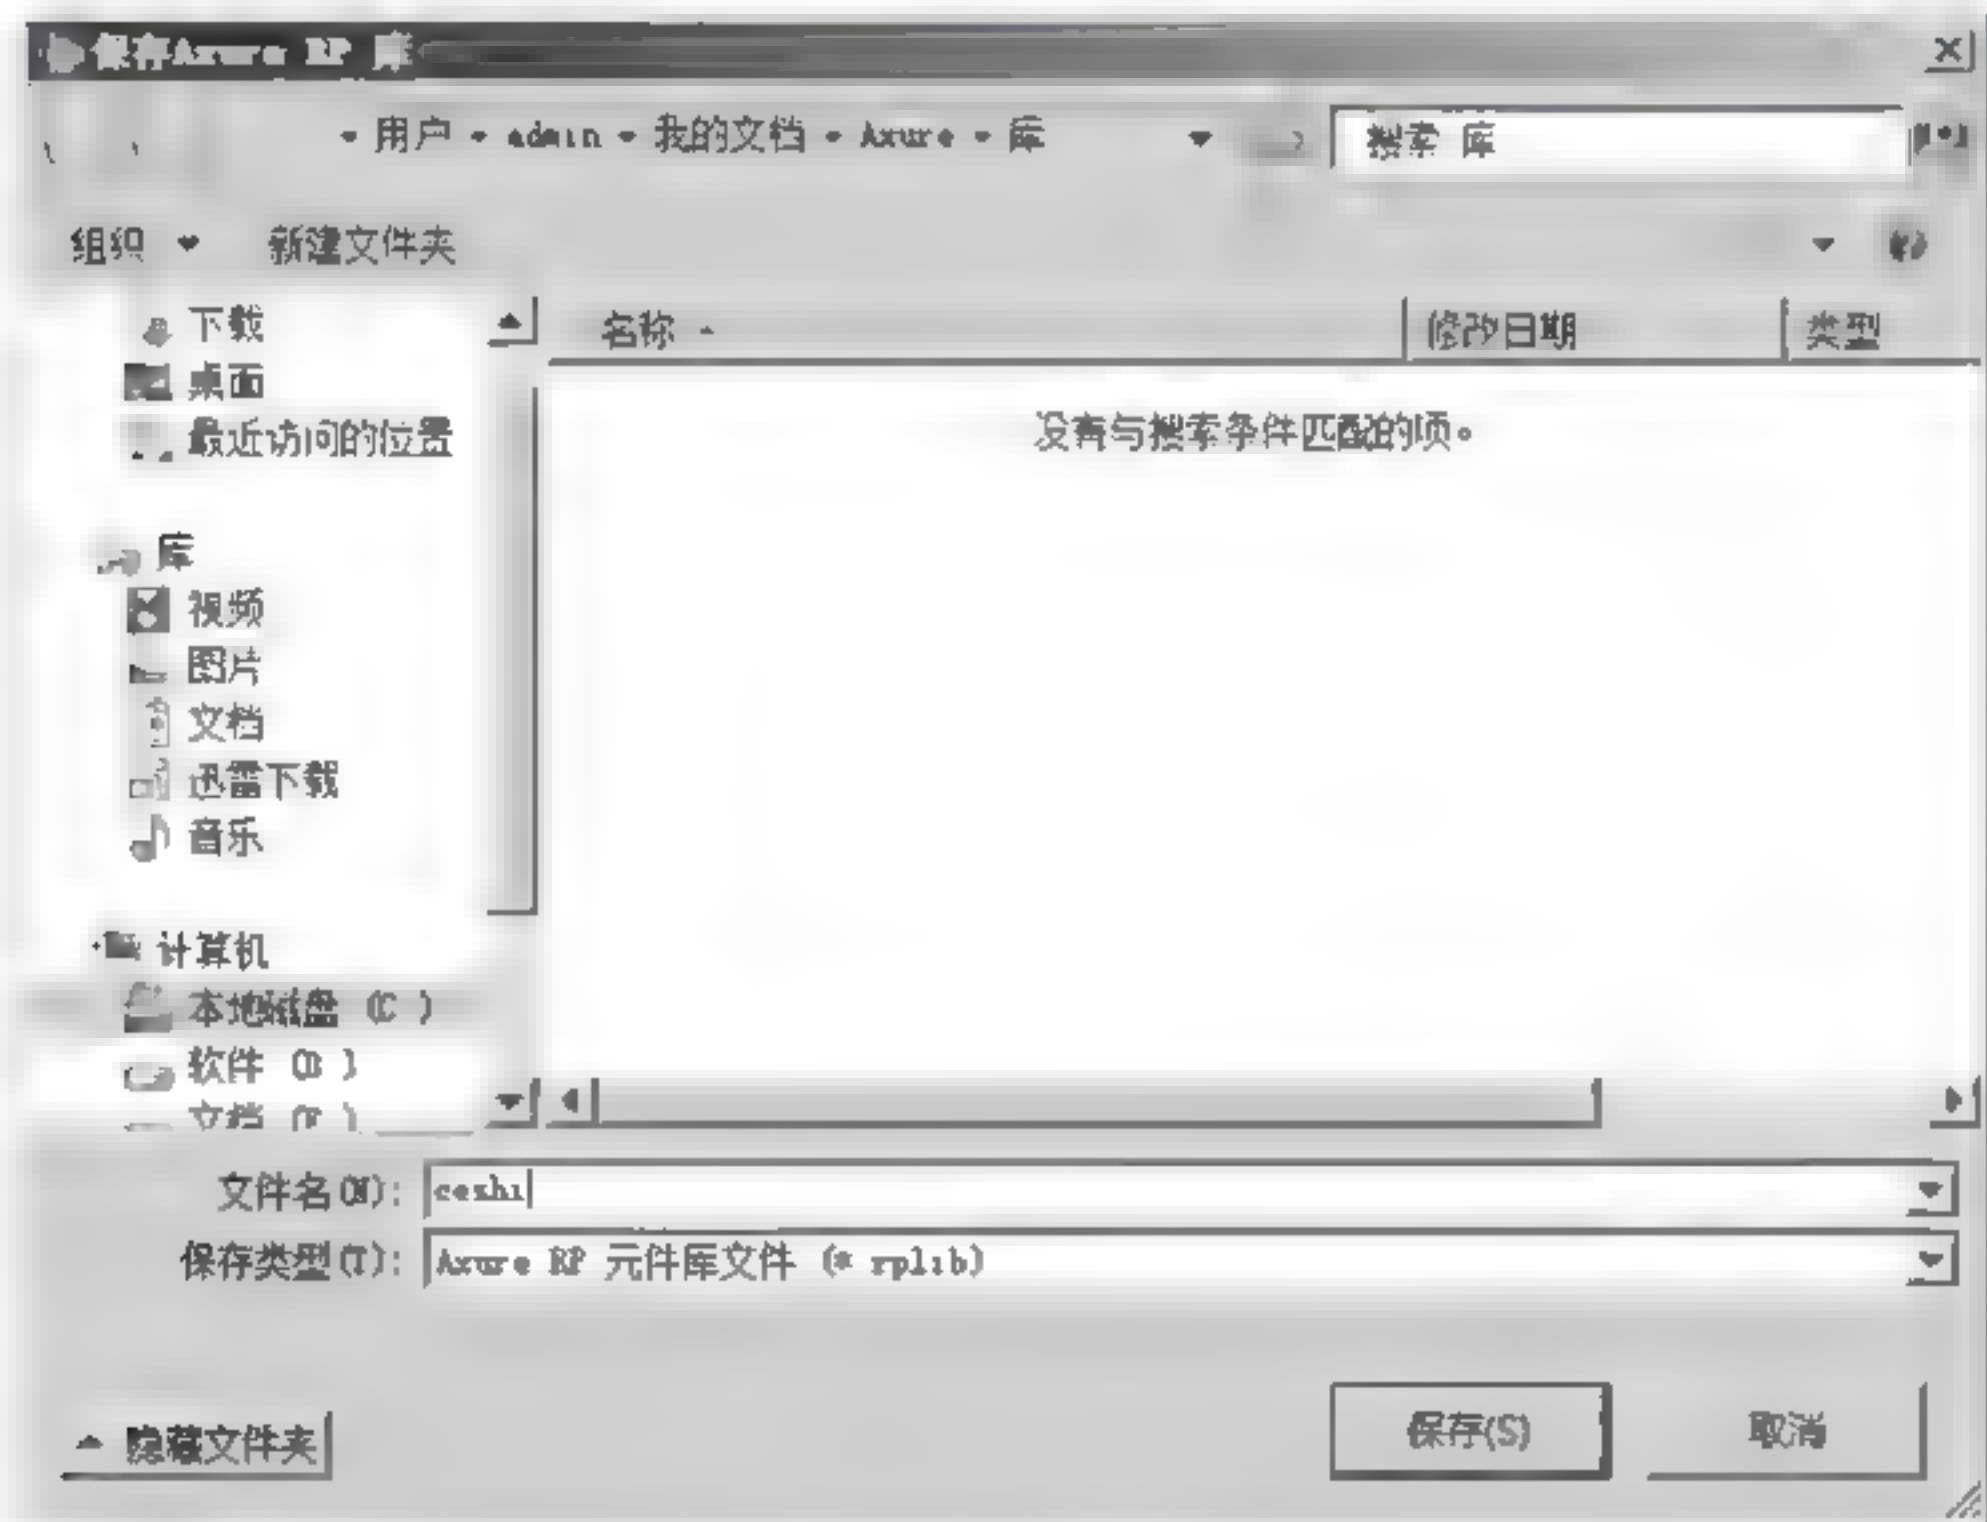 保存Axure RP 库
用户 admin 我的文档 Axure 库
搜索 库
组织 新建文件夹
名称 修改日期 类型
下载
桌面
最近访问的位置
没有与搜索条件匹配的项。
库
视频
图片
文档
迅雷下载
音乐
计算机
本地磁盘 (C )
软件
文档
文件名(N): ceshi
保存类型(T): Axure RP 元件库文件 (* rplib)
隐藏文件夹
保存(S) 取消